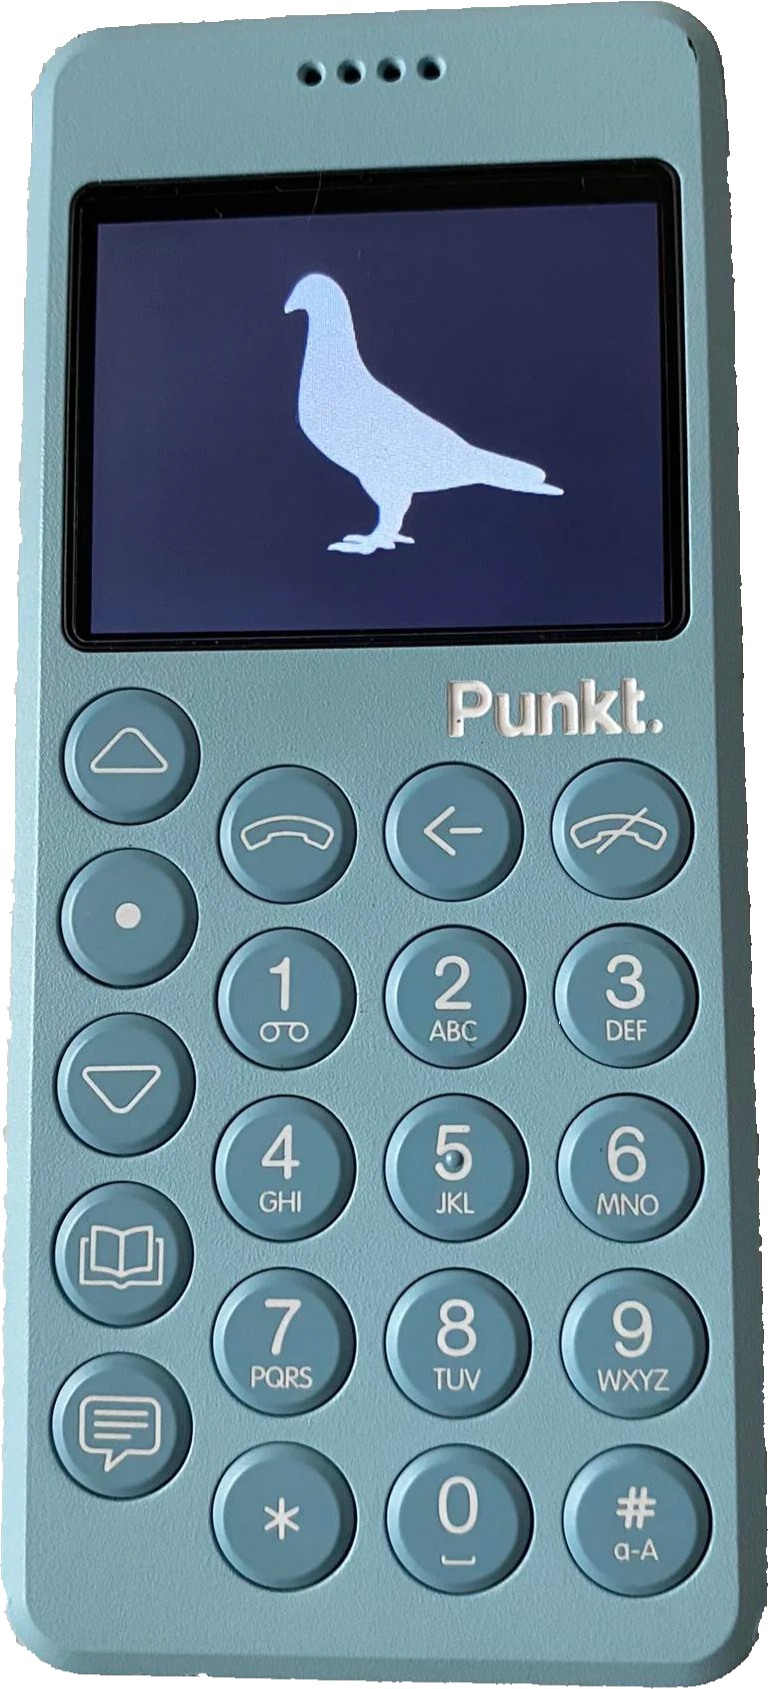 Punkt.
1
2
ABC
3
DEF
4
GHI
5
JKL
6
MNO
7
PQRS
8
TUV
9
WXYZ
*
0
#
a-A